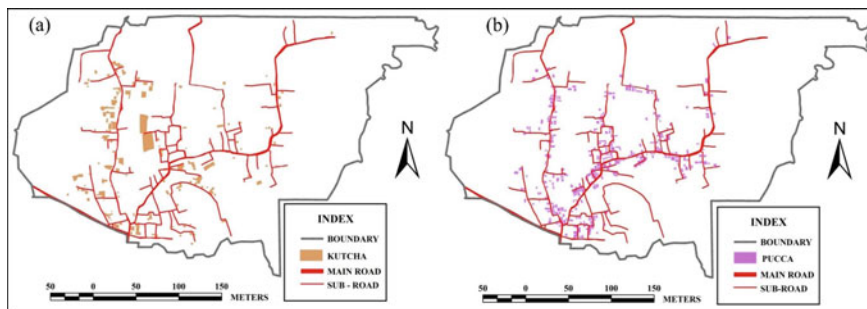 (a)
N
INDEX
BOUNDARY
KUTCHA
MAIN ROAD
SUB - ROAD
50 0 50 100 150
METERS
(b)
N
INDEX
BOUNDARY
PUCCA
MAIN ROAD
SUB-ROAD
50 0 50 100 150
METERS